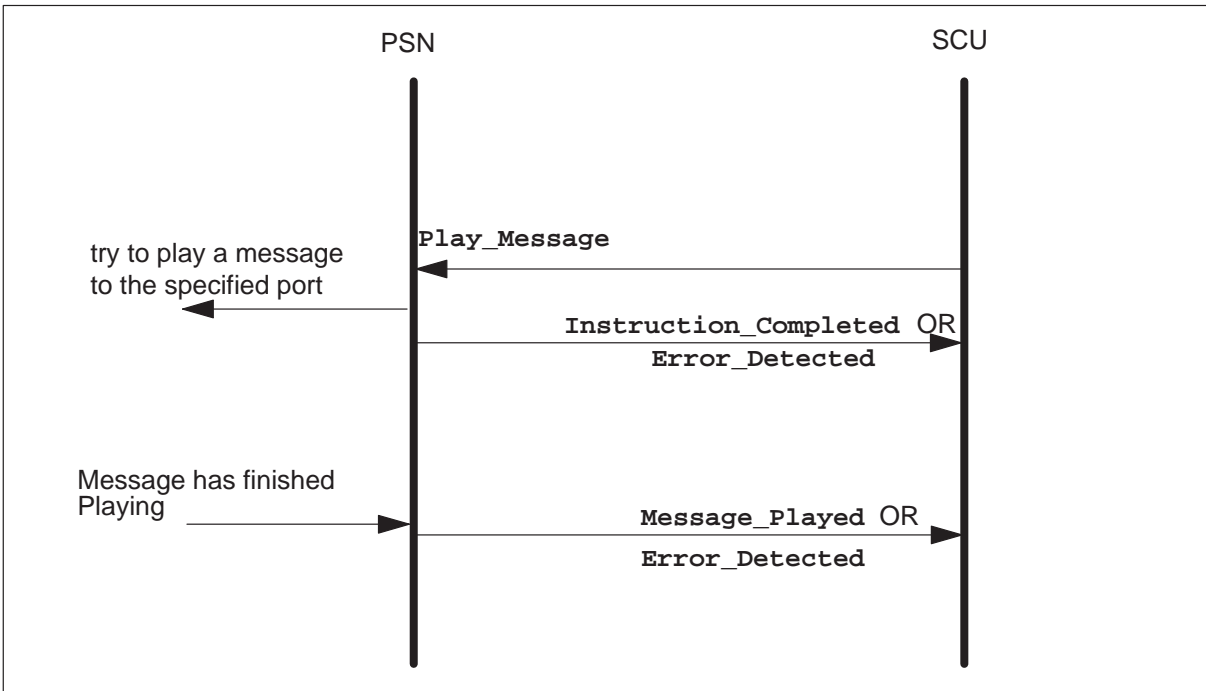 PSN
SCU
Play_Message
try to play a message
to the specified port
Instruction_Completed OR
Error_Detected
Message has finished
Playing
Message_Played OR
Error_Detected